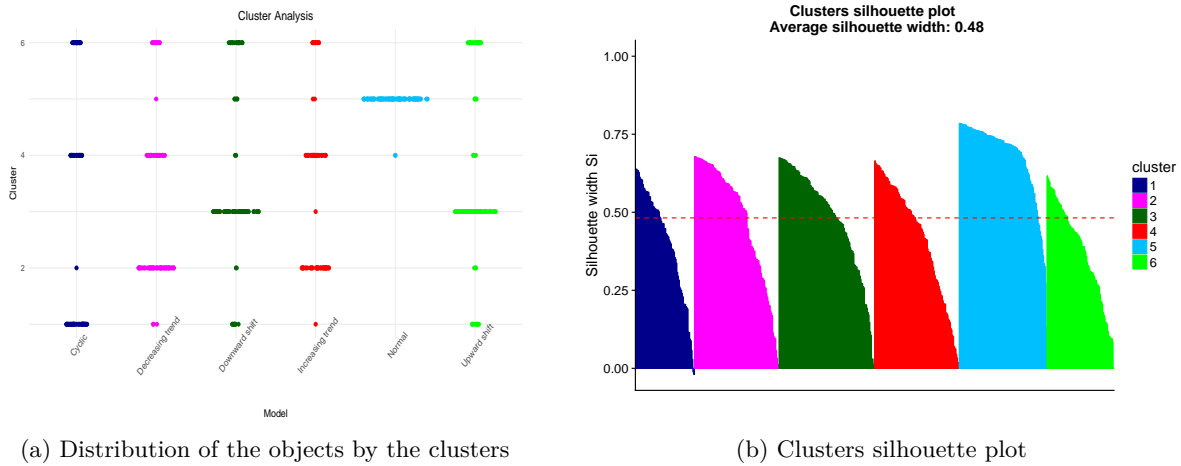 Cluster Analysis
6
4
2
Cluster
Cyclic
Decreasing trend
Downward shift
Increasing trend
Normal
Upward shift
Model
(a) Distribution of the objects by the clusters
Clusters silhouette plot
Average silhouette width: 0.48
1.00
0.75
0.50
0.25
0.00
Silhouette width Si
cluster
1
2
3
4
5
6
(b) Clusters silhouette plot